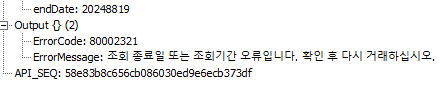 endDate: 20248819
Output {} (2)
ErrorCode: 80002321
ErrorMessage: 조회 종료일 또는 조회기간 오류입니다. 확인 후 다시 거래하십시오.
API_SEQ: 58e83b8c656cb086030ed9e6ecb373df